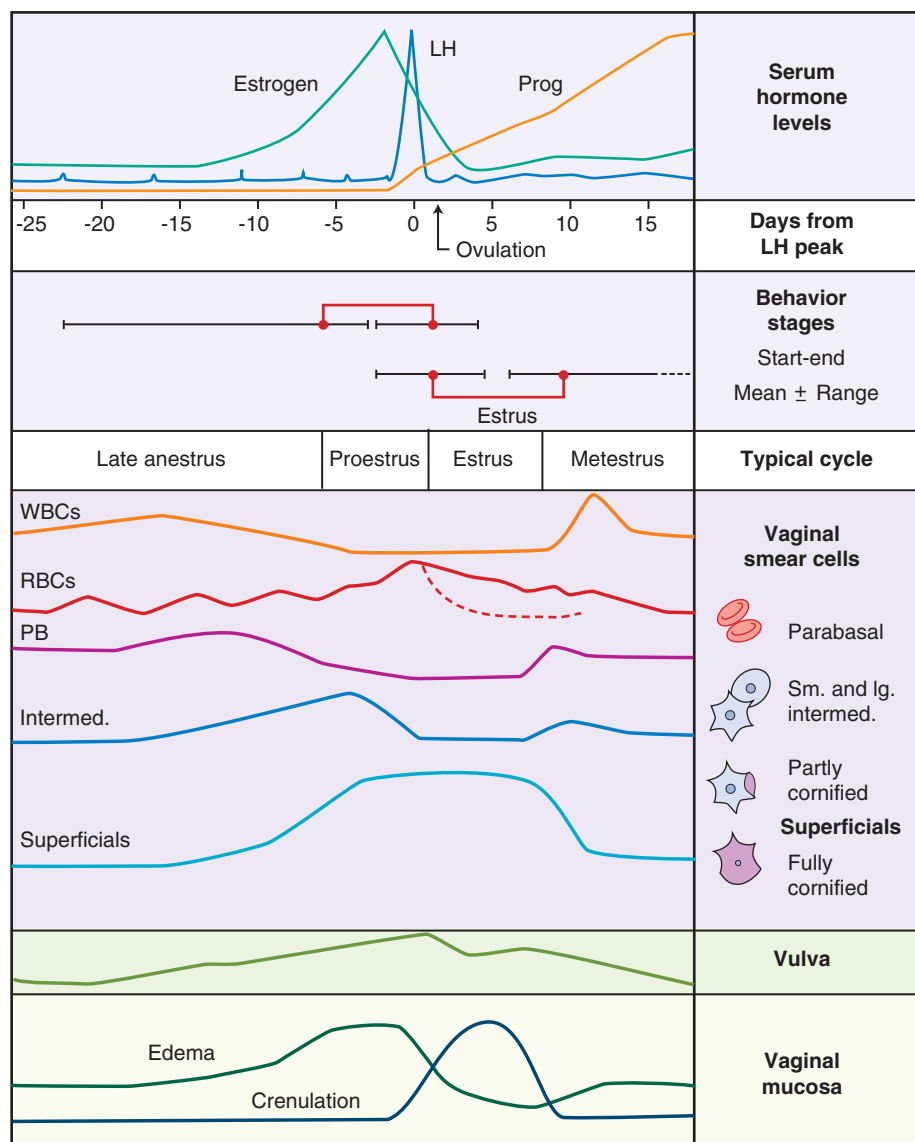 LH
Estrogen
Prog
Serum
hormone
levels
-25 -20 -15 -10 -5 0 5 10 15
Ovulation
Days from
LH peak
Behavior
stages
Start-end
Mean ± Range
Estrus
Late anestrus Proestrus Estrus Metestrus
Typical cycle
WBCs
RBCs
PB
Intermed.
Superficials
Vaginal
smear cells
Parabasal
Sm. and lg.
intermed.
Partly
cornified
Superficials
Fully
cornified
Vulva
Edema
Crenulation
Vaginal
mucosa